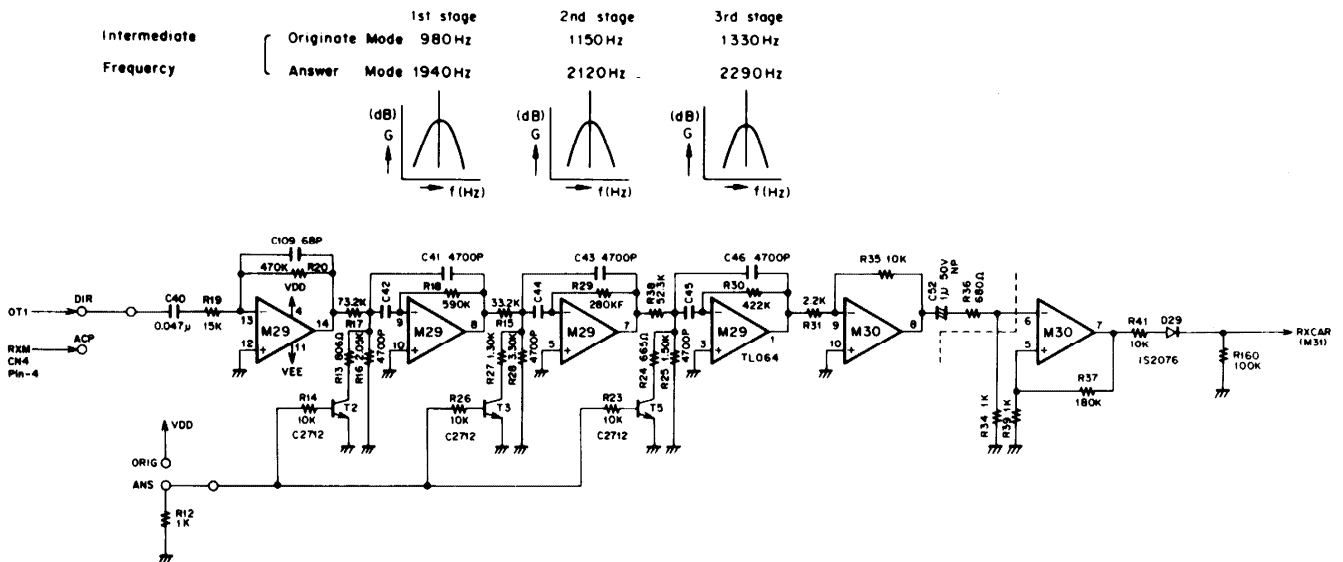 1st stage 2nd stage 3rd stage
Intermediate Originate Mode 980Hz 1150Hz 1330Hz
Frequercy Answer Mode 1940Hz 2120Hz 2290Hz
(dB) (dB) (dB)
G G G
f(Hz) f(Hz) f(Hz)
C109 68P
470K R20
C41 4700P
C43 4700P
C46 4700P
R35 10K
VDD
4
R18
590K
R29
280KF
R30
422K
OT1
DIR
C40
0.047μ
R19
15K
13
12
M29
14
11
VEE
73.2K
R17
C42
9
10
M29
8
33.2K
R15
C44
5
M29
7
R38
52.3K
C45
3
M29
1
TL064
2.2K
R31
9
10
M30
8
C52
1μ 50V
NP
R36
680Ω
6
5
M30
7
R41
10K
D29
1S2076
RXCAR
(M31)
R160
100K
RXM
CN4
Pin-4
ACP
R13 806Ω
R16 2.05K
4700P
R27 1.30K
R28 3.30K
4700P
R24 665Ω
R25 1.50K
4700P
R37
180K
R34 1K
R39 1K
R14
10K
T2
C2712
R26
10K
T3
C2712
R23
10K
T5
C2712
VDD
ORIG
ANS
R12
1K